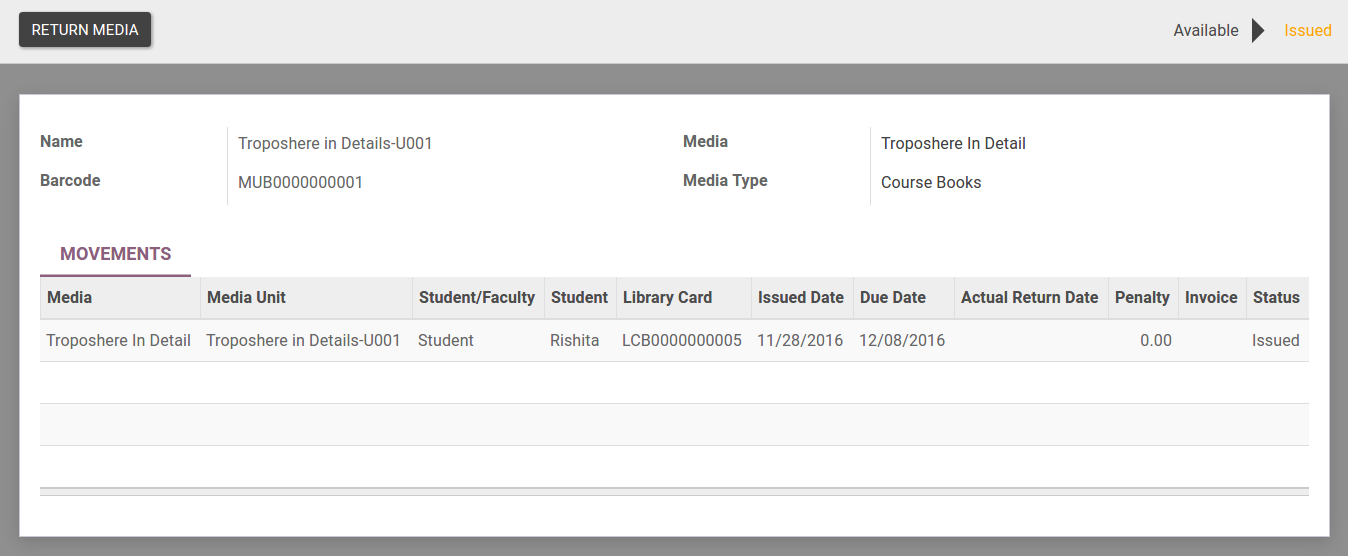 RETURN MEDIA
Available Issued
Name Troposhere in Details-U001 Media Troposhere In Detail
Barcode MUB0000000001 Media Type Course Books
MOVEMENTS
Media Media Unit Student/Faculty Student Library Card Issued Date Due Date Actual Return Date Penalty Invoice Status
Troposhere In Detail Troposhere in Details-U001 Student Rishita LCB0000000005 11/28/2016 12/08/2016 0.00 Issued